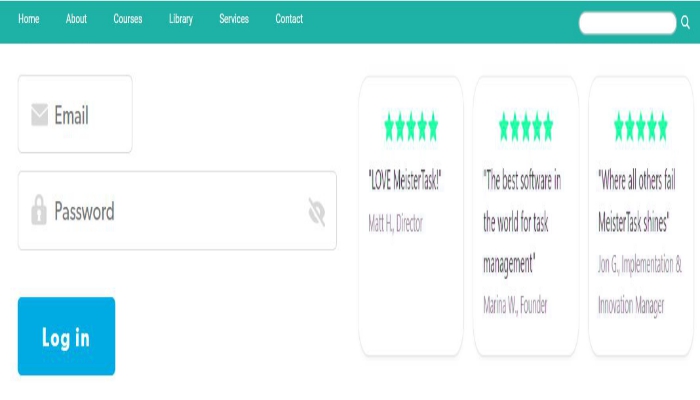 Home About Courses Library Services Contact
Email
Password
Log in
"LOVE MeisterTask!"
Matt H., Director
"The best software in
the world for task
management"
Marina W., Founder
"Where all others fail
MeisterTask shines"
Jon G., Implementation &
Innovation Manager